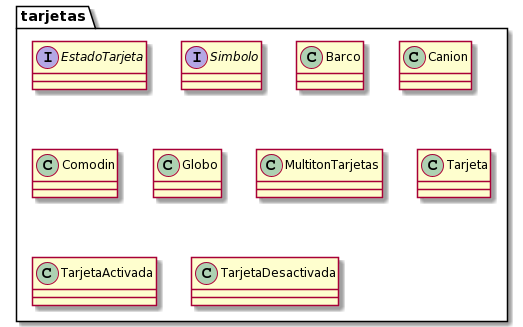 tarjetas
I EstadoTarjeta
I Simbolo
C Barco
C Canion
C Comodin
C Globo
C MultitonTarjetas
C Tarjeta
C TarjetaActivada
C TarjetaDesactivada